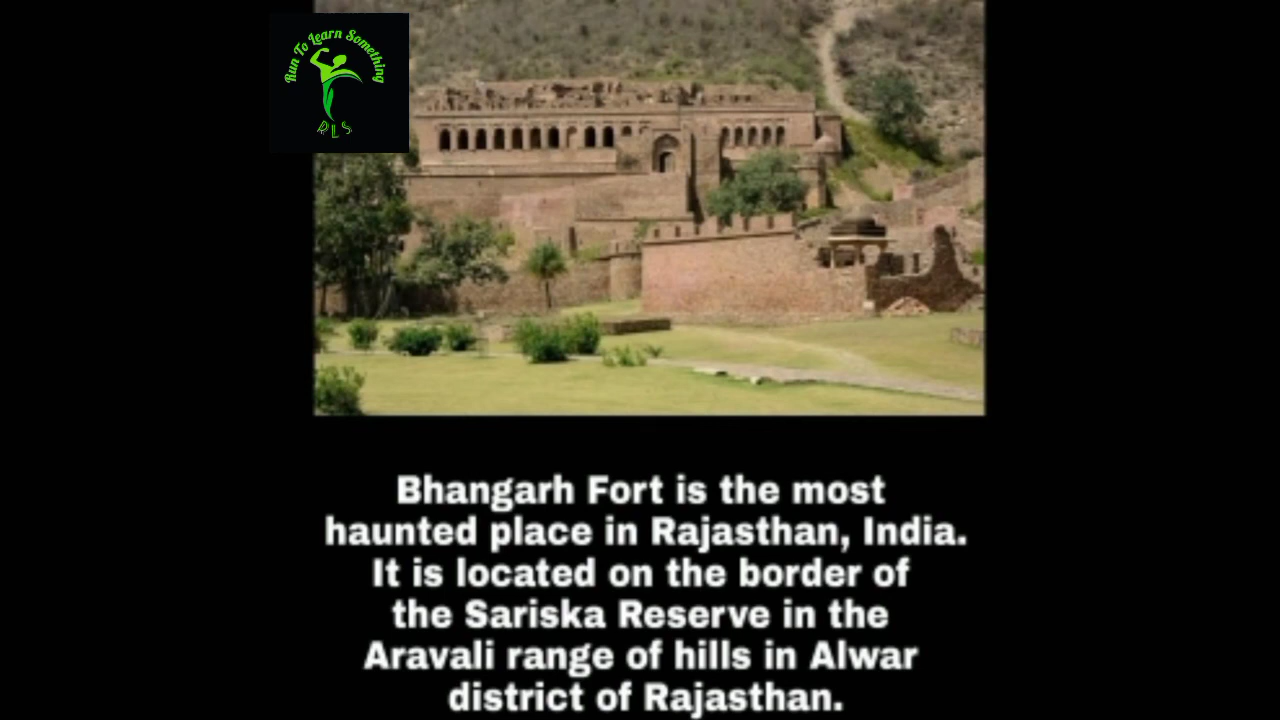 Run To Learn Something
RLS
Bhangarh Fort is the most
haunted place in Rajasthan, India.
It is located on the border of
the Sariska Reserve in the
Aravali range of hills in Alwar
district of Rajasthan.